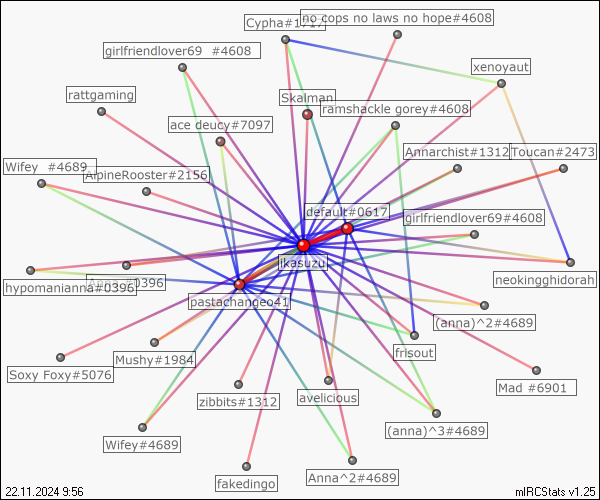 no cops no laws no hope#4608
Cypha#1717
girlfriendlover69 #4608
xenoyaut
rattgaming
Skalman
ramshackle gorey#4608
ace deucy#7097
Annarchist#1312
Toucan#2473
Wifey #4689
AlpineRooster#2156
default#0617
girlfriendlover69#4608
ikasuzu
hypomanianna#0396
neokingghidorah
pastachangeo41
(anna)^2#4689
frisout
Mushy#1984
Soxy Foxy#5076
Mad #6901
zibbits#1312
avelicious
Wifey#4689
(anna)^3#4689
fakedingo
Anna^2#4689
22.11.2024 9:56
mIRCStats v1.25